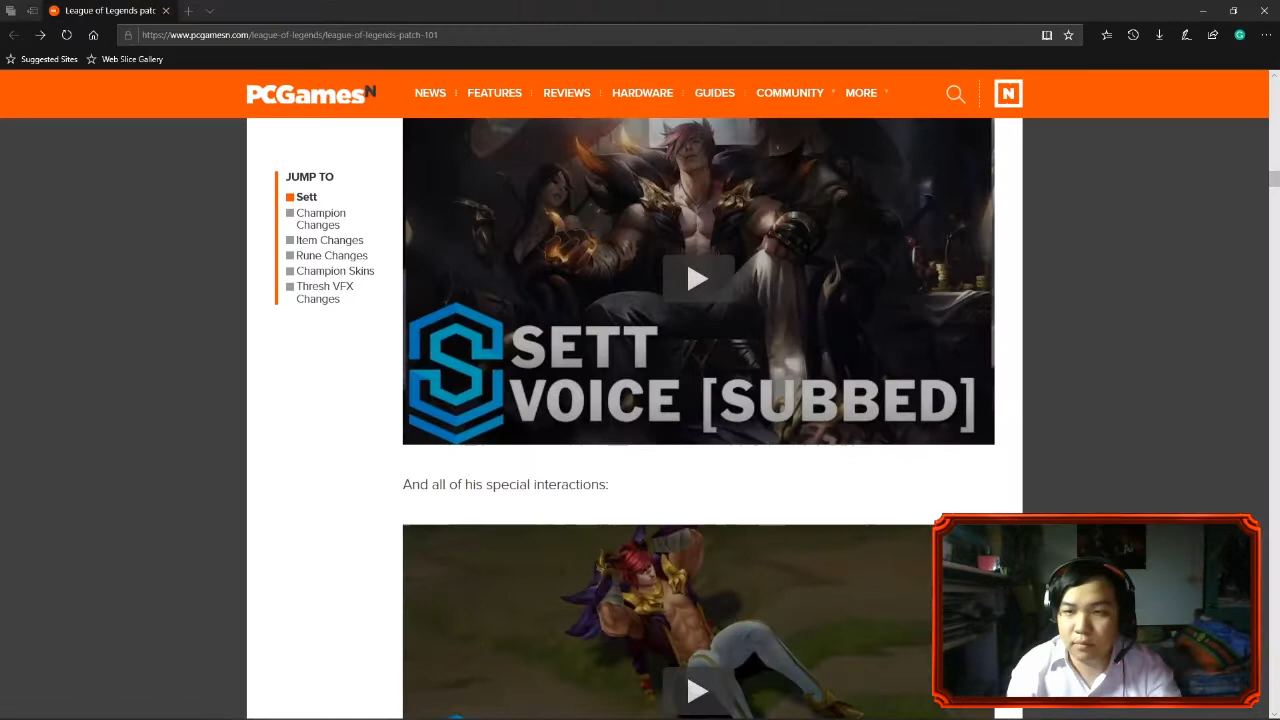 League of Legends patc
https://www.pcgamesn.com/league-of-legends/league-of-legends-patch-101
Suggested Sites
Web Slice Gallery
PCGamesN
NEWS
FEATURES
REVIEWS
HARDWARE
GUIDES
COMMUNITY
MORE
N
JUMP TO
Sett
Champion
Changes
Item Changes
Rune Changes
Champion Skins
Thresh VFX
Changes
SETT
VOICE [SUBBED]
And all of his special interactions: